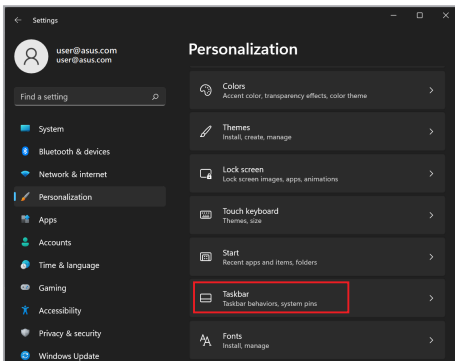 Settings
user@asus.com
user@asus.com
Find a setting
System
Bluetooth & devices
Network & internet
Personalization
Apps
Accounts
Time & language
Gaming
Accessibility
Privacy & security
Windows Update
Personalization
Colors
Accent color, transparency effects, color theme
Themes
Install, create, manage
Lock screen
Lock screen images, apps, animations
Touch keyboard
Themes, size
Start
Recent apps and items, folders
Taskbar
Taskbar behaviors, system pins
Fonts
Install, manage